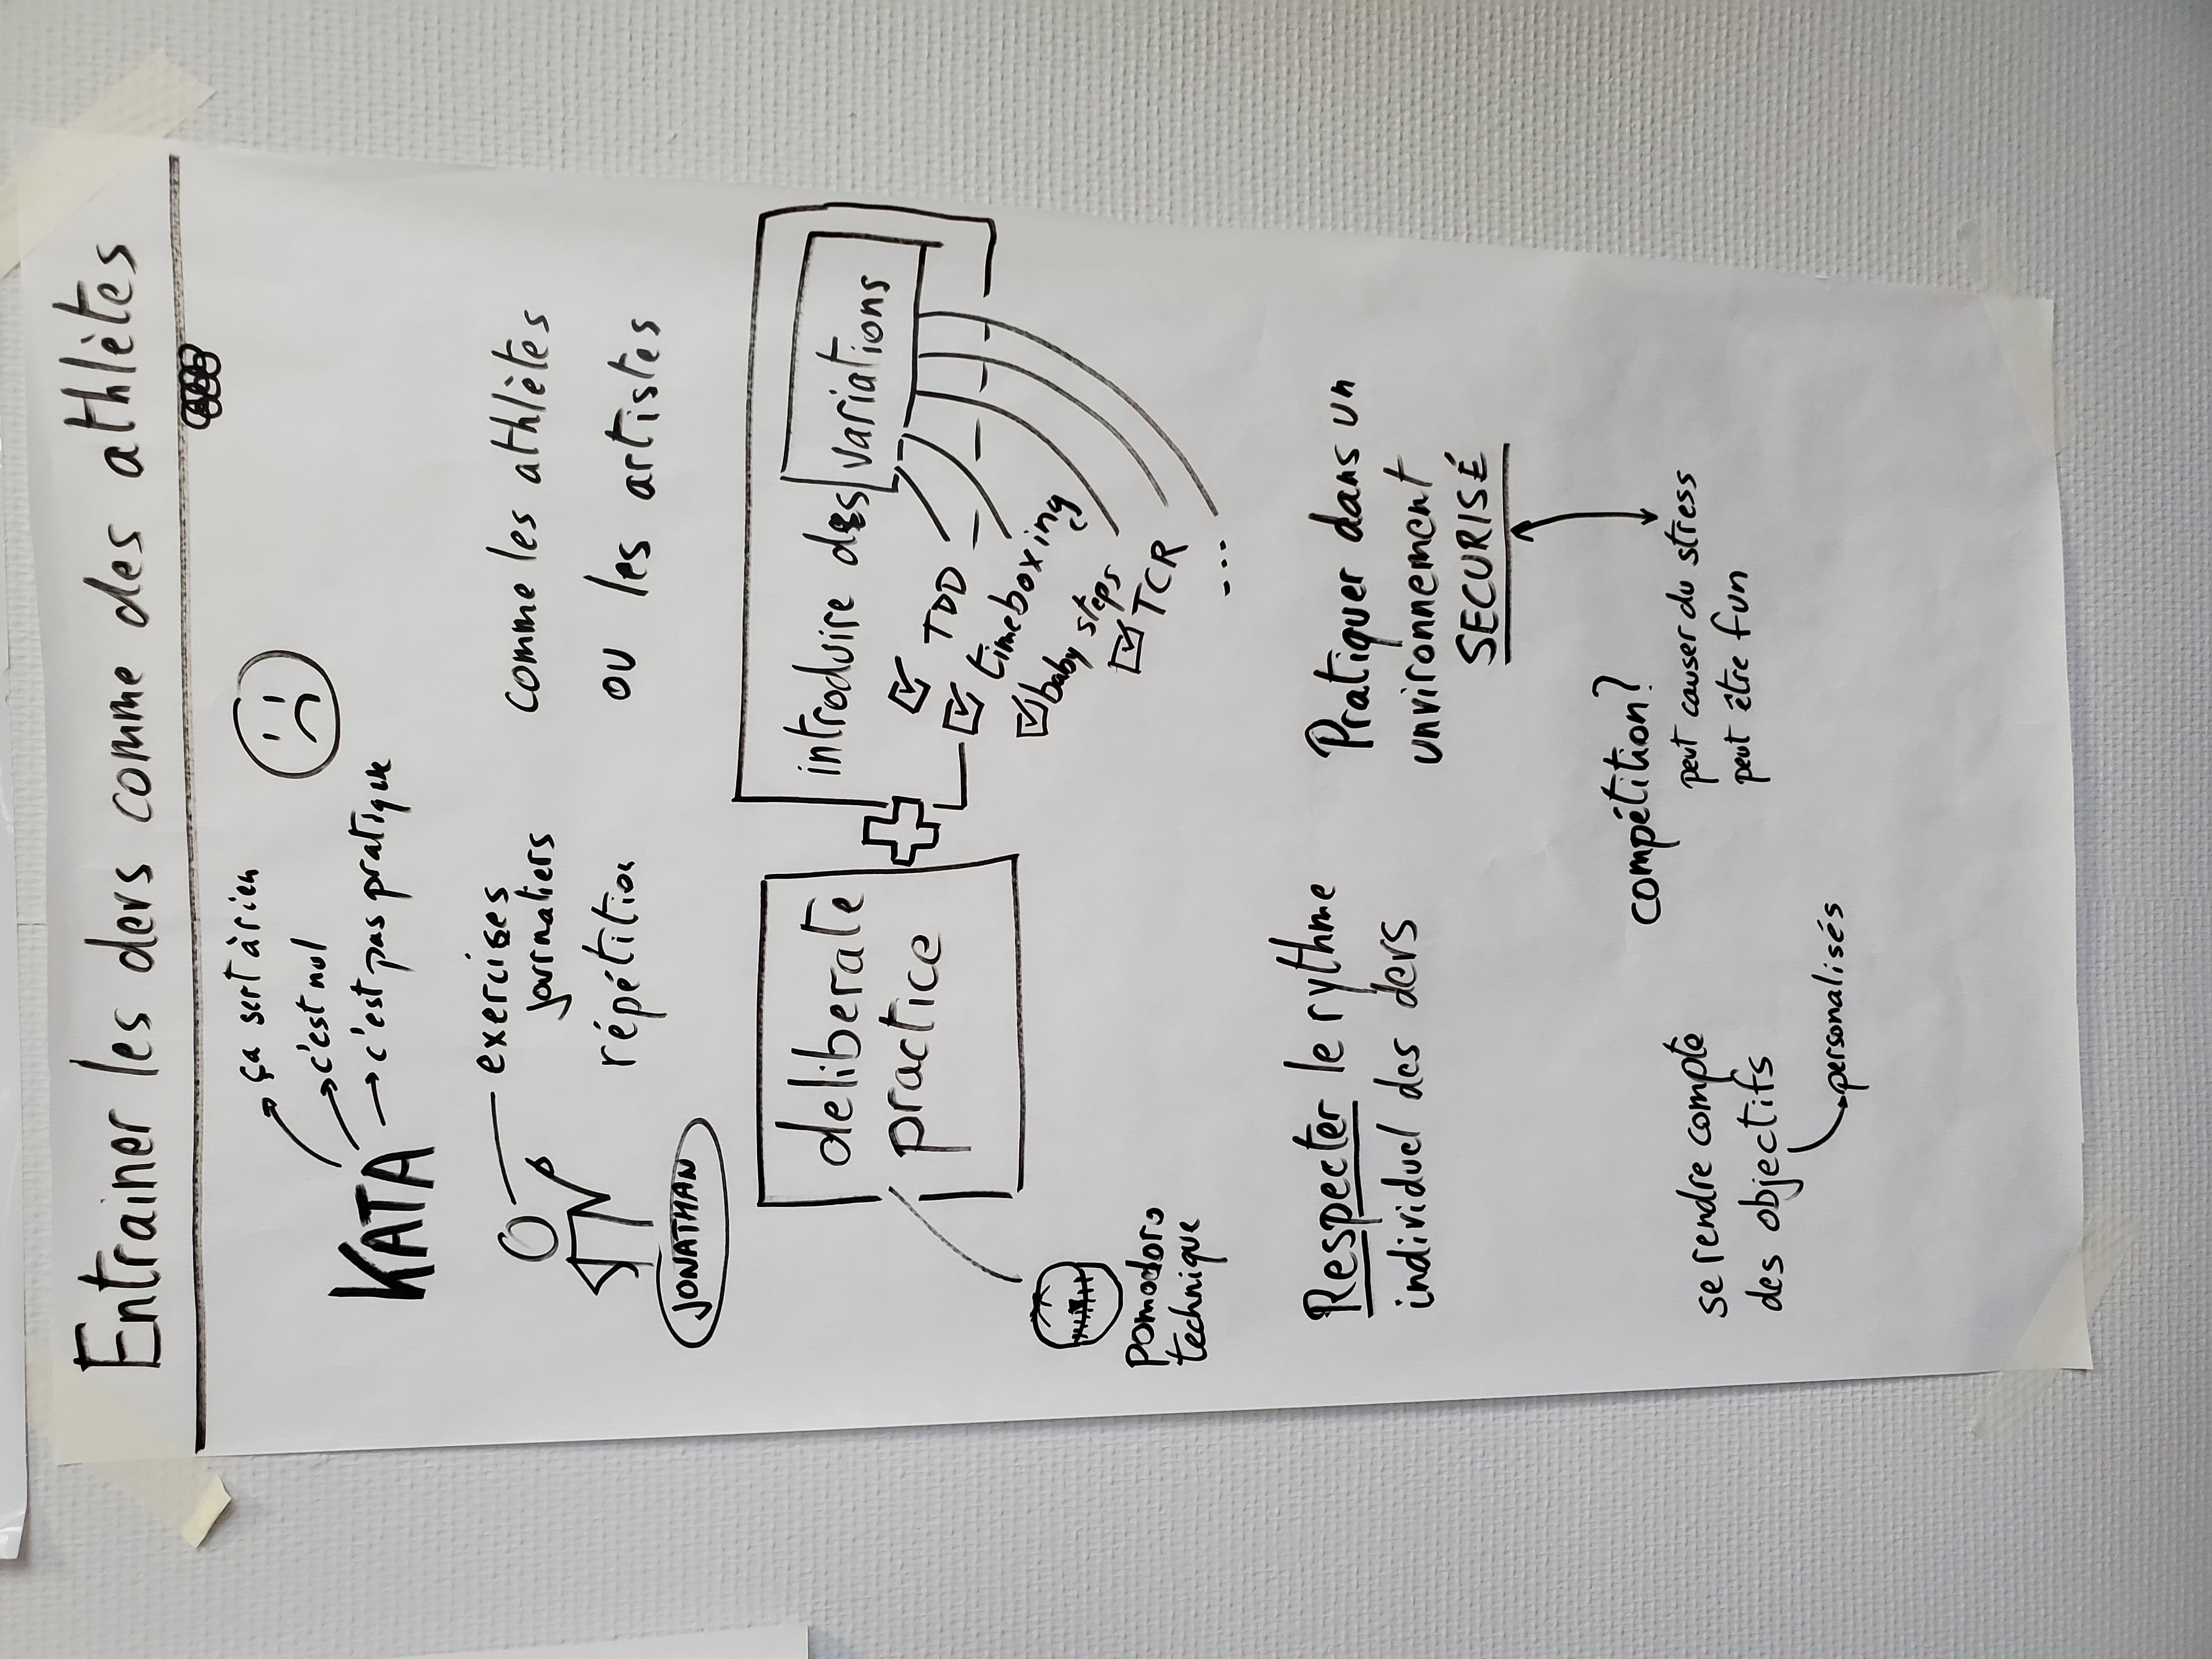 Entrainer les devs comme des athlètes
ça sert à rien
c'est nul
KATA
c'est pas pratique
exercises
journaliers
répétition
JONATHAN
comme les athlètes
ou les artistes
deliberate
practice
introduire des variations
TDD
timeboxing
baby steps
TCR
...
pomodoro
technique
Respecter le rythme
individuel des devs
Pratiquer dans un
unvironnement
SECURISÉ
compétition?
peut causer du stress
peut être fun
se rendre compte
des objectifs
personalisés